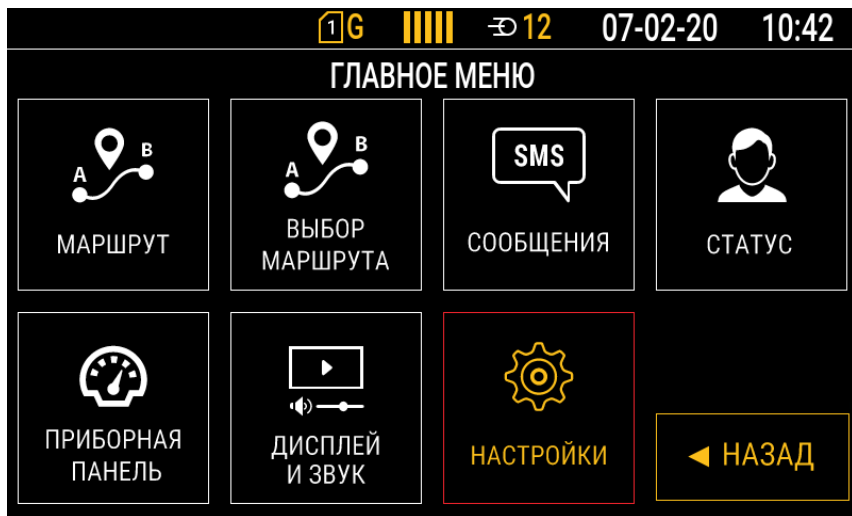 1 G 12 07-02-20 10:42
ГЛАВНОЕ МЕНЮ
A B
МАРШРУТ
A B
ВЫБОР
МАРШРУТА
SMS
СООБЩЕНИЯ
СТАТУС
ПРИБОРНАЯ
ПАНЕЛЬ
ДИСПЛЕЙ
И ЗВУК
НАСТРОЙКИ
НАЗАД